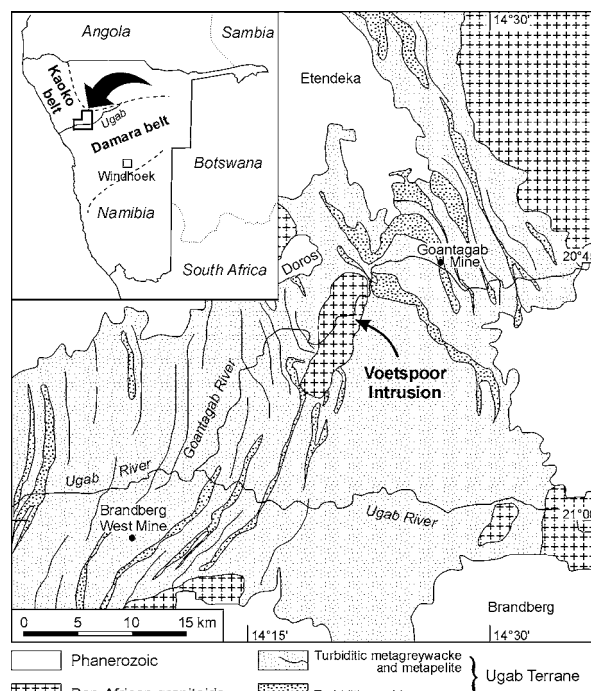 14°30'
Angola
Sambia
Etendeka
Kaoko
belt
Ugab
Damara belt
Botswana
Windhoek
Namibia
South Africa
Goantagab
Mine
20°45
Doros
Voetspoor
Intrusion
Goantagab River
Ugab River
Brandberg
West Mine
Ugab River
21°00
Brandberg
0 5 10 15 km
14°15'
14°30'
Phanerozoic
Turbiditic metagreywacke
and metapelite
Ugab Terrane